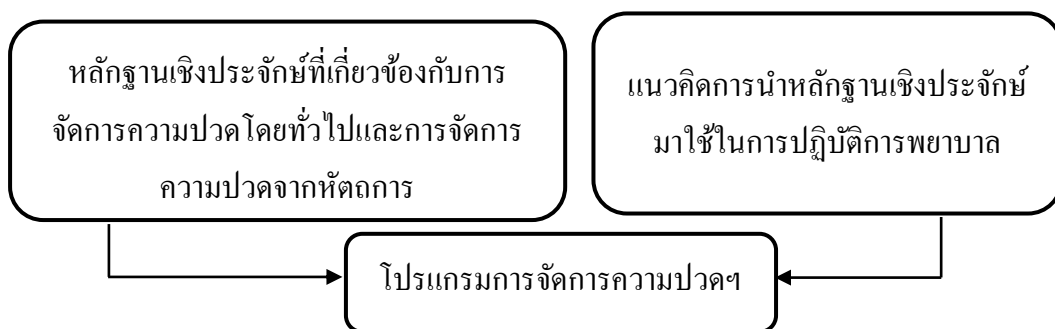 หลักฐานเชิงประจักษ์ที่เกี่ยวข้องกับการ
จัดการความปวดโดยทั่วไปและการจัดการ
ความปวดจากหัตถการ
แนวคิดการนำหลักฐานเชิงประจักษ์
มาใช้ในการปฏิบัติการพยาบาล
โปรแกรมการจัดการความปวดฯ